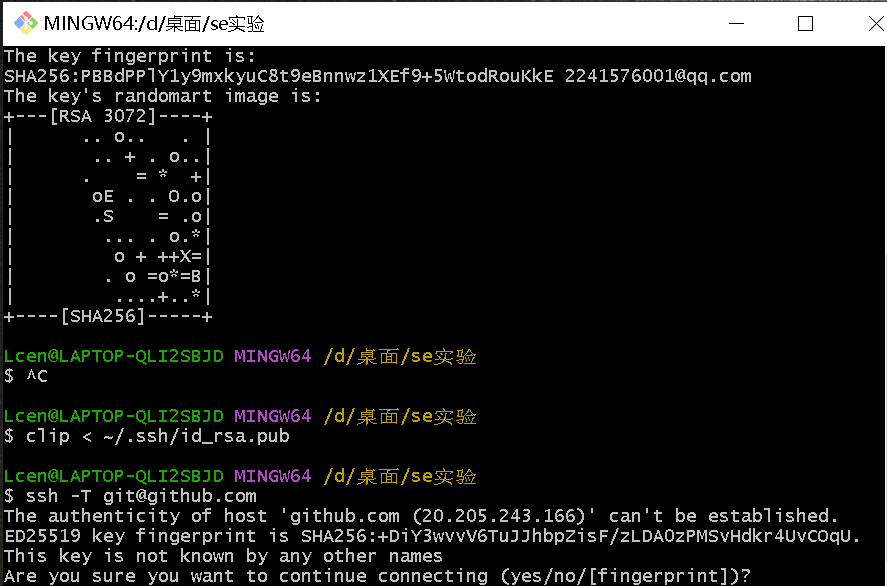 MINGW64:/d/桌面/se实验
The key fingerprint is:
SHA256:PBBdPPlY1y9mxkyuC8t9eBnnwz1XEf9+5WtodRouKkE 2241576001@qq.com
The key's randomart image is:
+---[RSA 3072]----+
|      .. o..   . |
|       .. + . o..|
|      .    = *  +|
|       oE . . O.o|
|       .S    = .o|
|        ... . o.*|
|         o + ++X=|
|        . o =o*=B|
|         ....+..*|
+----[SHA256]-----+
Lcen@LAPTOP-QLI2SBJD MINGW64 /d/桌面/se实验
$ ^C
Lcen@LAPTOP-QLI2SBJD MINGW64 /d/桌面/se实验
$ clip < ~/.ssh/id_rsa.pub
Lcen@LAPTOP-QLI2SBJD MINGW64 /d/桌面/se实验
$ ssh -T git@github.com
The authenticity of host 'github.com (20.205.243.166)' can't be established.
ED25519 key fingerprint is SHA256:+DiY3wvvV6TuJJhbpZisF/zLDA0zPMSvHdkr4UvCOqU.
This key is not known by any other names
Are you sure you want to continue connecting (yes/no/[fingerprint])?